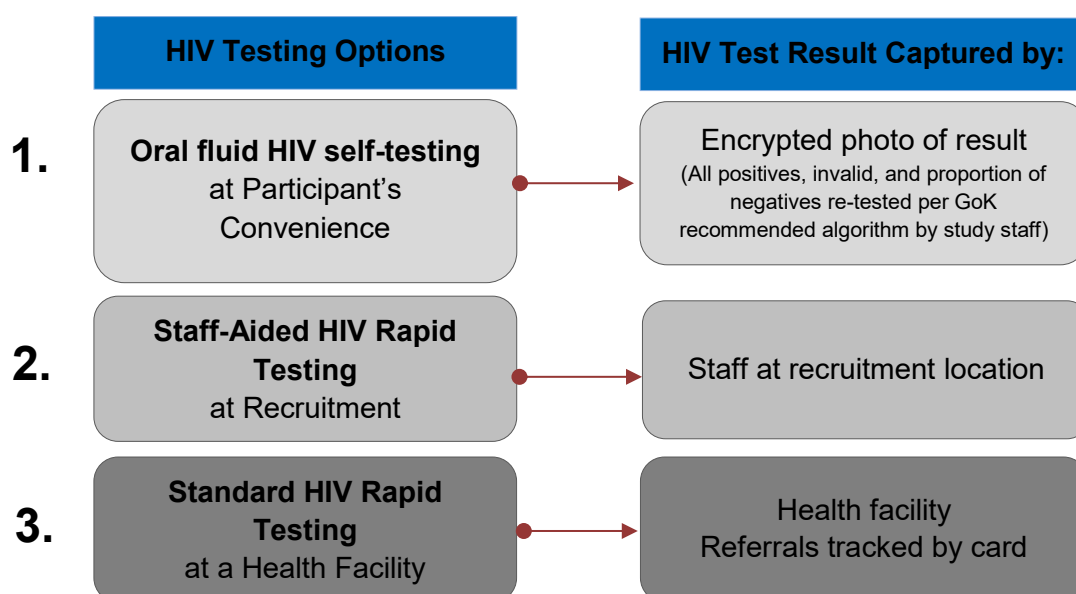 HIV Testing Options
HIV Test Result Captured by:
1.
Oral fluid HIV self-testing
at Participant's
Convenience
Encrypted photo of result
(All positives, invalid, and proportion of
negatives re-tested per GoK
recommended algorithm by study staff)
2.
Staff-Aided HIV Rapid
Testing
at Recruitment
Staff at recruitment location
3.
Standard HIV Rapid
Testing
at a Health Facility
Health facility
Referrals tracked by card